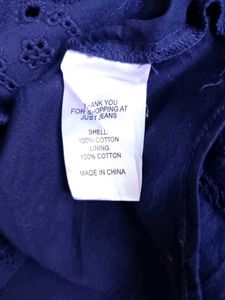 THANK YOU
FOR SHOPPING AT
JUST JEANS
SHELL
100% COTTON
LINING
100% COTTON
MADE IN CHINA